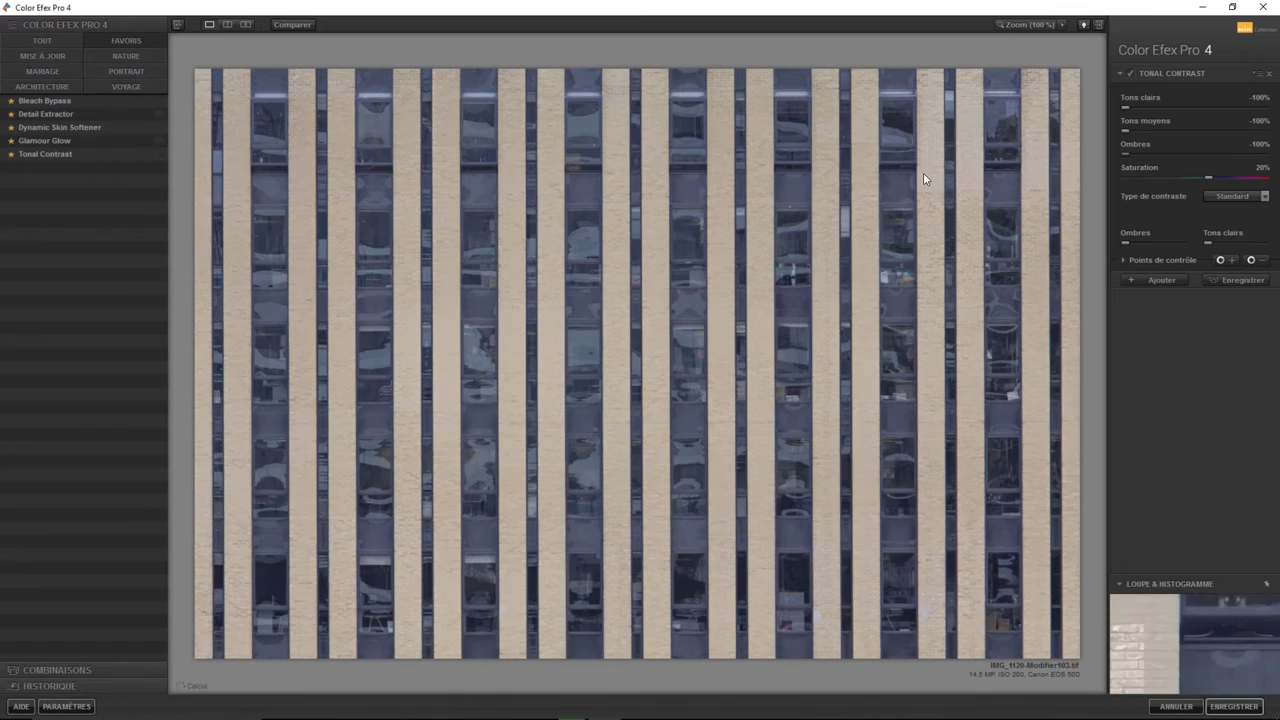 Color Efex Pro 4
COLOR EFEX PRO 4
Comparer
Zoom (100 %)
TOUT
FAVORIS
MISE À JOUR
NATURE
MARIAGE
PORTRAIT
ARCHITECTURE
VOYAGE
Bleach Bypass
Detail Extractor
Dynamic Skin Softener
Glamour Glow
Tonal Contrast
COMBINAISONS
HISTORIQUE
AIDE
PARAMÈTRES
Calcul
IMG_1120-Modifier103.tif
14.5 MP, ISO 200, Canon EOS 50D
Collection
Color Efex Pro 4
TONAL CONTRAST
Tons clairs -100%
Tons moyens -100%
Ombres -100%
Saturation 20%
Type de contraste Standard
Ombres Tons clairs
Points de contrôle
Ajouter Enregistrer
LOUPE & HISTOGRAMME
ANNULER ENREGISTRER